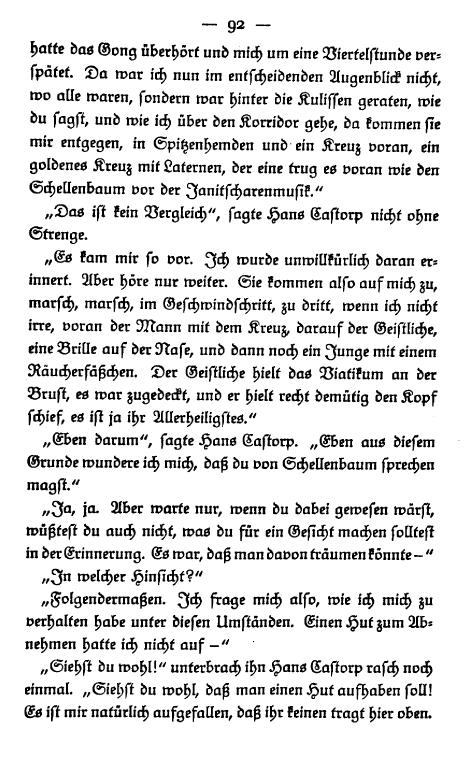 — 92 —
hatte das Gong überhört und mich um eine Viertelstunde ver-
spätet. Da war ich nun im entscheidenden Augenblick nicht,
wo alle waren, sondern war hinter die Kulissen geraten, wie
du sagst, und wie ich über den Korridor gehe, da kommen sie
mir entgegen, in Spitzenhemden und ein Kreuz voran, ein
goldenes Kreuz mit Laternen, der eine trug es voran wie den
Schellenbaum vor der Janitscharenmusik.“
„Das ist kein Vergleich“, sagte Hans Castorp nicht ohne
Strenge.
„Es kam mir so vor. Ich wurde unwillkürlich daran er-
innert. Aber höre nur weiter. Sie kommen also auf mich zu,
marsch, marsch, im Geschwindschritt, zu dritt, wenn ich nicht
irre, voran der Mann mit dem Kreuz, darauf der Geistliche,
eine Brille auf der Nase, und dann noch ein Junge mit einem
Räucherfäßchen. Der Geistliche hielt das Viatikum an der
Brust, es war zugedeckt, und er hielt recht demütig den Kopf
schief, es ist ja ihr Allerheiligstes.“
„Eben darum“, sagte Hans Castorp. „Eben aus diesem
Grunde wundere ich mich, daß du von Schellenbaum sprechen
magst.“
„Ja, ja. Aber warte nur, wenn du dabei gewesen wärst,
wüßtest du auch nicht, was du für ein Gesicht machen solltest
in der Erinnerung. Es war, daß man davon träumen könnte –“
„In welcher Hinsicht?“
„Folgendermaßen. Ich frage mich also, wie ich mich zu
verhalten habe unter diesen Umständen. Einen Hut zum Ab-
nehmen hatte ich nicht auf –“
„Siehst du wohl!“ unterbrach ihn Hans Castorp rasch noch
einmal. „Siehst du wohl, daß man einen Hut aufhaben soll!
Es ist mir natürlich aufgefallen, daß ihr keinen tragt hier oben.